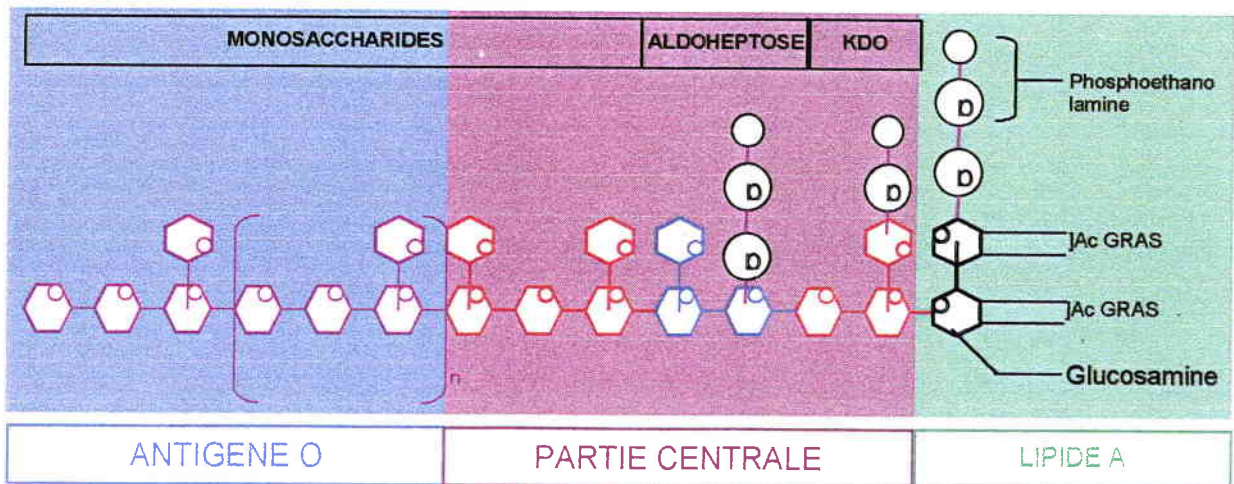 MONOSACCHARIDES
ALDOHEPTOSE
KDO
Phosphoethano
lamine
p
p
p
p
p
]Ac GRAS
]Ac GRAS
Glucosamine
n
ANTIGENE O
PARTIE CENTRALE
LIPIDE A